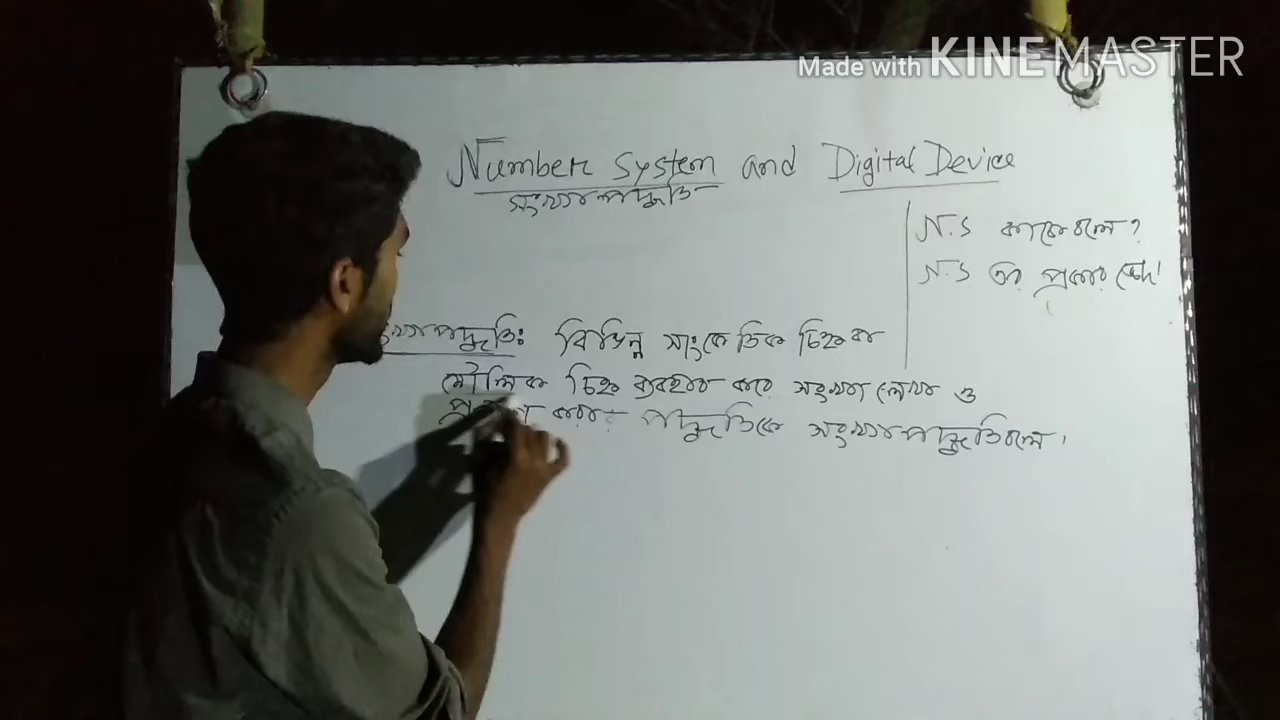 Made with KINEMASTER
Number System and Digital Device
সংখ্যা পদ্ধতি
N.S কাকে বলে?
N.S এর প্রকার ভেদ।
সংখ্যা পদ্ধতিঃ বিভিন্ন সাংকেতিক চিহ্ন বা
মৌলিক চিহ্ন ব্যবহার করে সংখ্যা লেখা ও
করার পদ্ধতিকে সংখ্যা পদ্ধতি বলে।